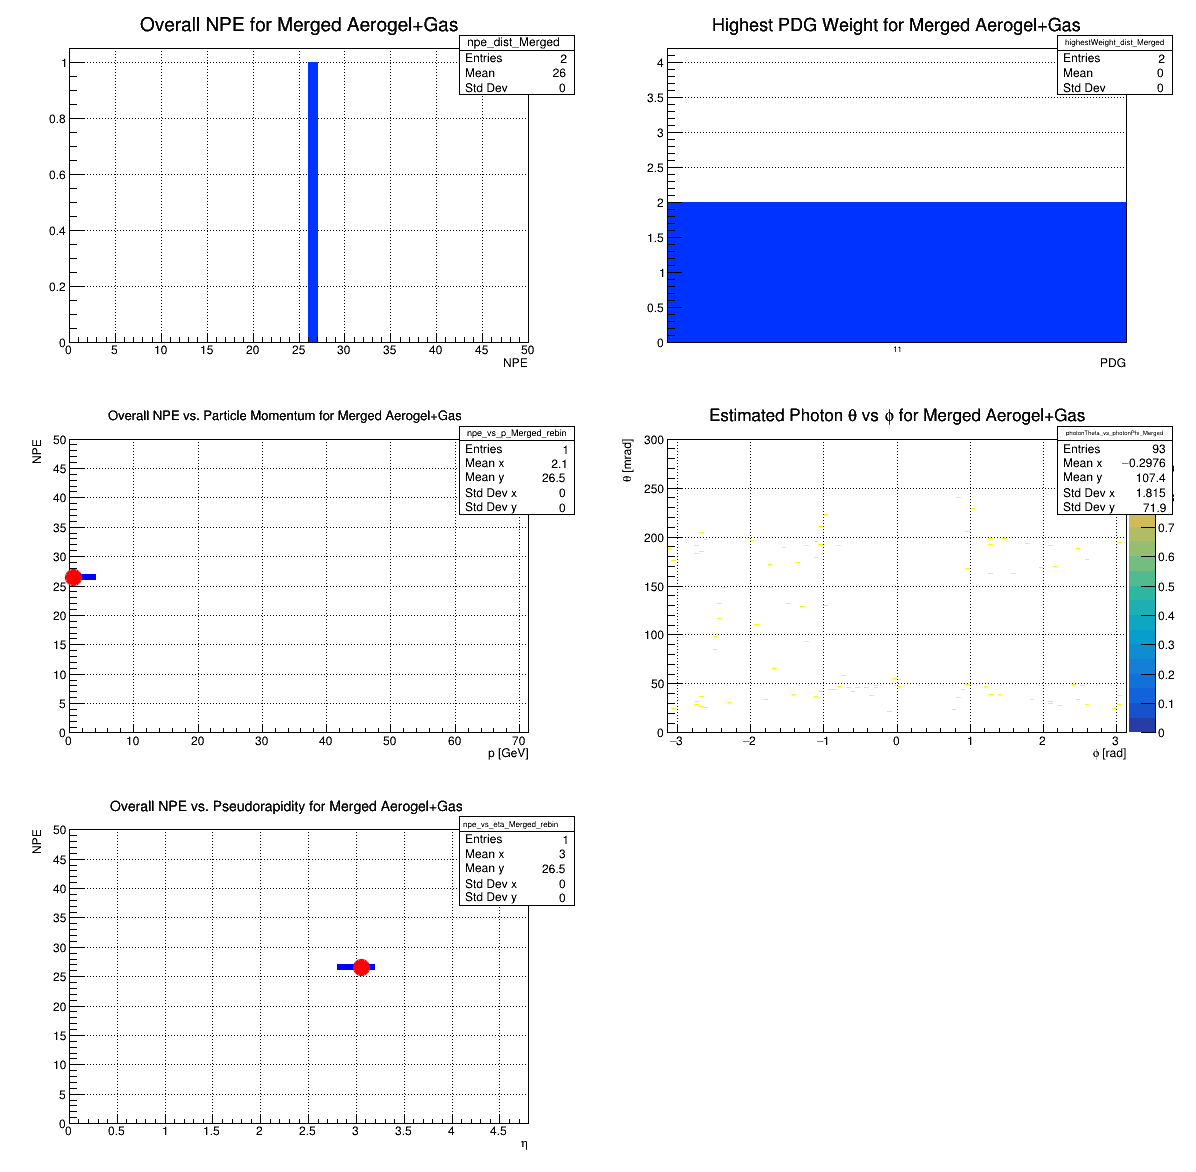 Overall NPE for Merged Aerogel+Gas
npe_dist_Merged
Entries 2
Mean 26
Std Dev 0
1
0.8
0.6
0.4
0.2
0
0 5 10 15 20 25 30 35 40 45 50
NPE
Highest PDG Weight for Merged Aerogel+Gas
highestWeight_dist_Merged
Entries 2
Mean 0
Std Dev 0
4
3.5
3
2.5
2
1.5
1
0.5
0
11
PDG
Overall NPE vs. Particle Momentum for Merged Aerogel+Gas
npe_vs_p_Merged_rebin
Entries 1
Mean x 2.1
Mean y 26.5
Std Dev x 0
Std Dev y 0
NPE
50
45
40
35
30
25
20
15
10
5
0
0 10 20 30 40 50 60 70
p [GeV]
Estimated Photon θ vs ϕ for Merged Aerogel+Gas
photonTheta_vs_photonPhi_Merged
Entries 93
Mean x −0.2976
Mean y 107.4
Std Dev x 1.815
Std Dev y 71.9
θ [mrad]
300
250
200
150
100
50
0
−3 −2 −1 0 1 2 3
ϕ [rad]
0.7
0.6
0.5
0.4
0.3
0.2
0.1
0
Overall NPE vs. Pseudorapidity for Merged Aerogel+Gas
npe_vs_eta_Merged_rebin
Entries 1
Mean x 3
Mean y 26.5
Std Dev x 0
Std Dev y 0
NPE
50
45
40
35
30
25
20
15
10
5
0
0 0.5 1 1.5 2 2.5 3 3.5 4 4.5
η